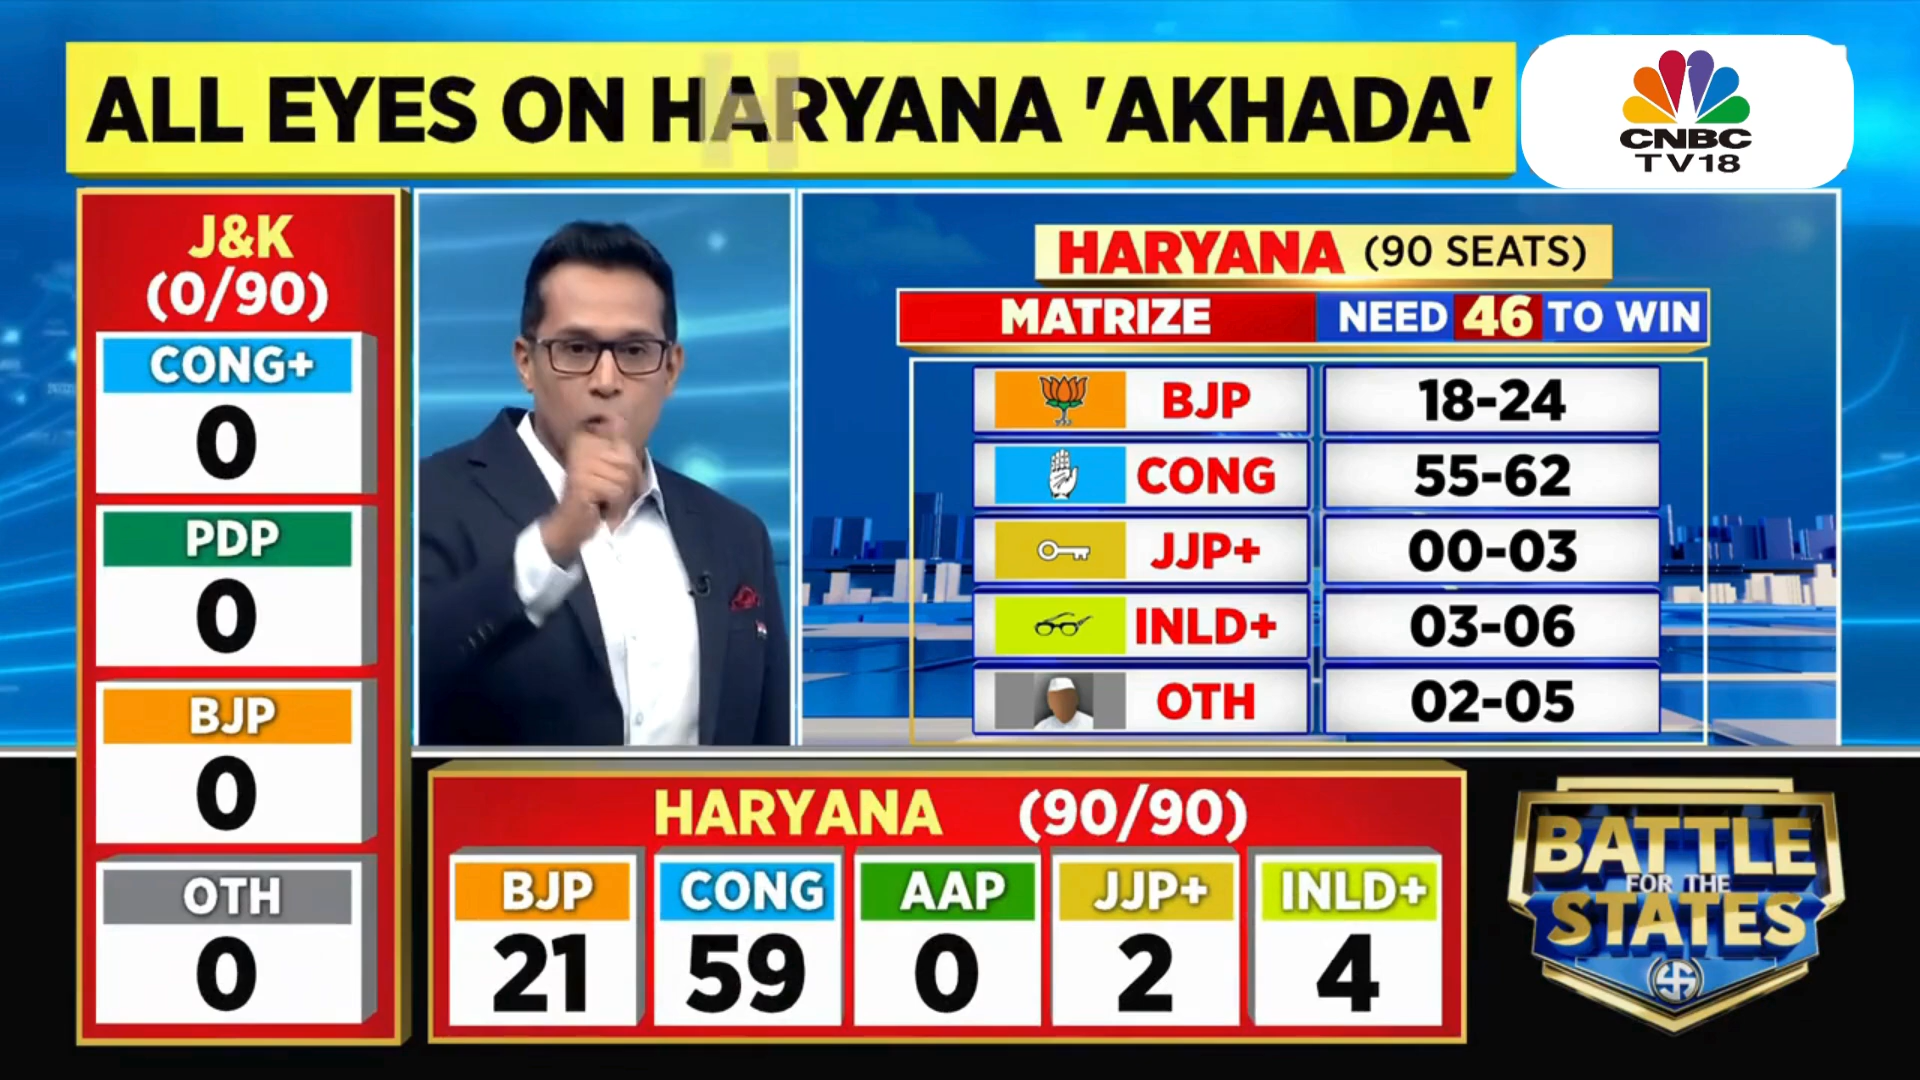 ALL EYES ON HARYANA 'AKHADA'
CNBC
TV18
J&K
(0/90)
CONG+
0
PDP
0
BJP
0
OTH
0
HARYANA (90 SEATS)
MATRIZE NEED 46 TO WIN
BJP 18-24
CONG 55-62
JJP+ 00-03
INLD+ 03-06
OTH 02-05
HARYANA (90/90)
BJP CONG AAP JJP+ INLD+
21 59 0 2 4
BATTLE
FOR THE
STATES